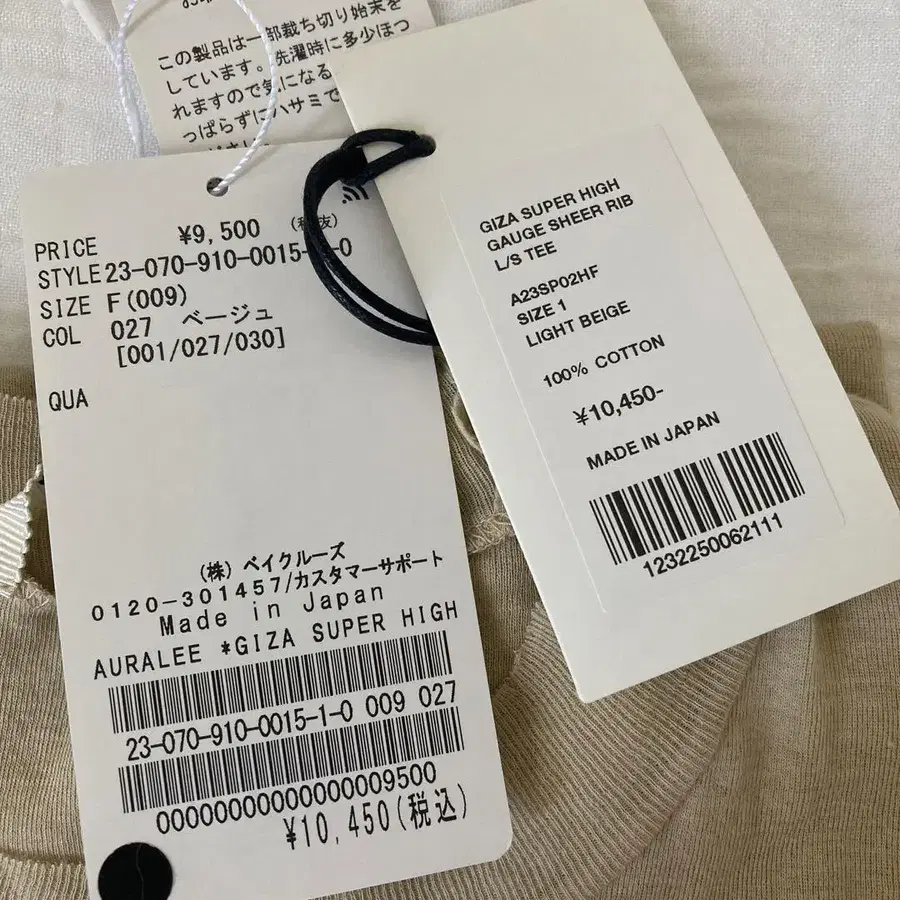 この製品は一部裁ち切り始末を
しています。洗濯時に多少ほつ
れますので気になる
っぱらずにハサミで
PRICE ¥9,500 (税抜)
STYLE 23-070-910-0015-1-0
SIZE F(009)
COL 027 ベージュ
[001/027/030]
QUA
(株) ベイクルーズ
0120-301457/カスタマーサポート
Made in Japan
AURALEE *GIZA SUPER HIGH
23-070-910-0015-1-0 009 027
00000000000000009500
¥10,450(税込)
GIZA SUPER HIGH
GAUGE SHEER RIB
L/S TEE
A23SP02HF
SIZE 1
LIGHT BEIGE
100% COTTON
¥10,450-
MADE IN JAPAN
1232250062111